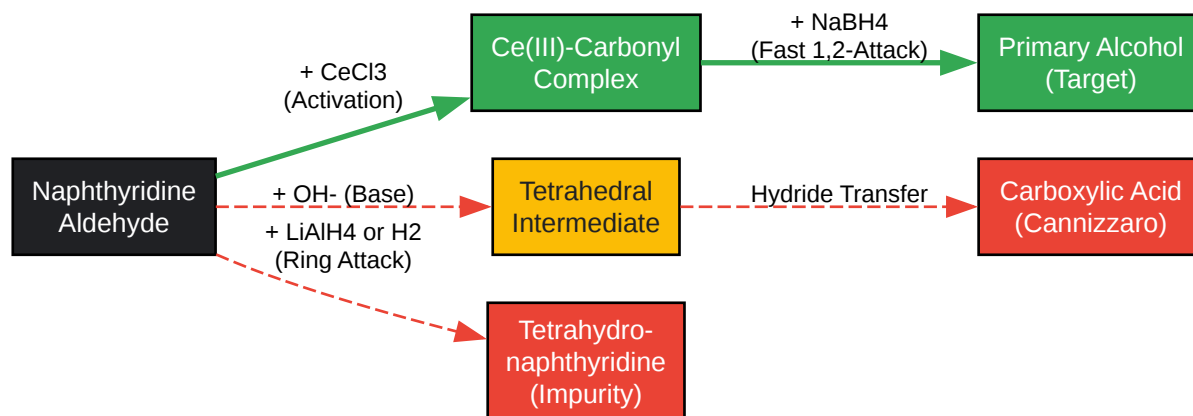 Ce(III)-Carbonyl
Complex
+ NaBH4
(Fast 1,2-Attack)
Primary Alcohol
(Target)
+ CeCl3
(Activation)
Naphthyridine
Aldehyde
+ OH- (Base)
Tetrahedral
Intermediate
Hydride Transfer
Carboxylic Acid
(Cannizzaro)
+ LiAlH4 or H2
(Ring Attack)
Tetrahydro-
naphthyridine
(Impurity)